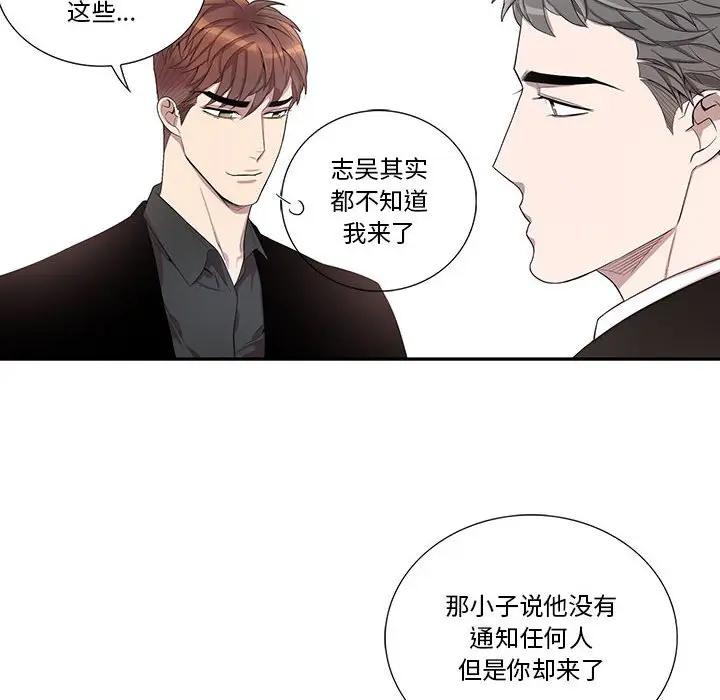 这些...
志吴其实
都不知道
我来了
那小子说他没有
通知任何人
但是你却来了